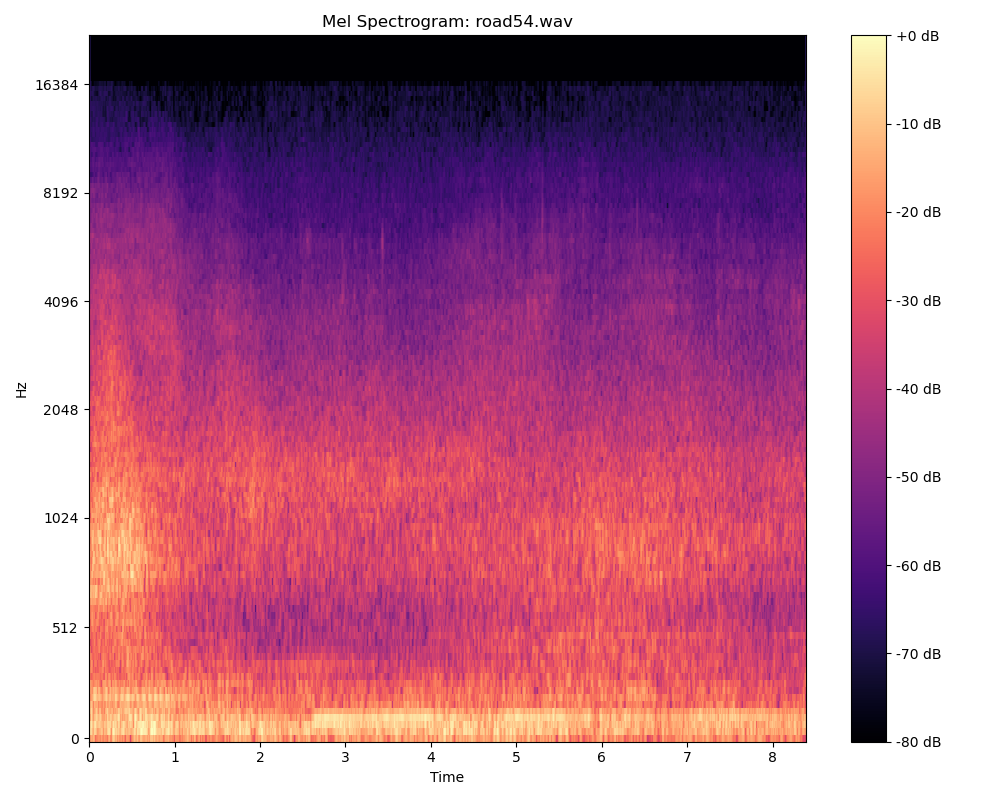 Mel Spectrogram: road54.wav
+0 dB
16384
-10 dB
8192
-20 dB
4096
-30 dB
Hz
2048
-40 dB
-50 dB
1024
-60 dB
512
-70 dB
0
-80 dB
0 1 2 3 4 5 6 7 8
Time